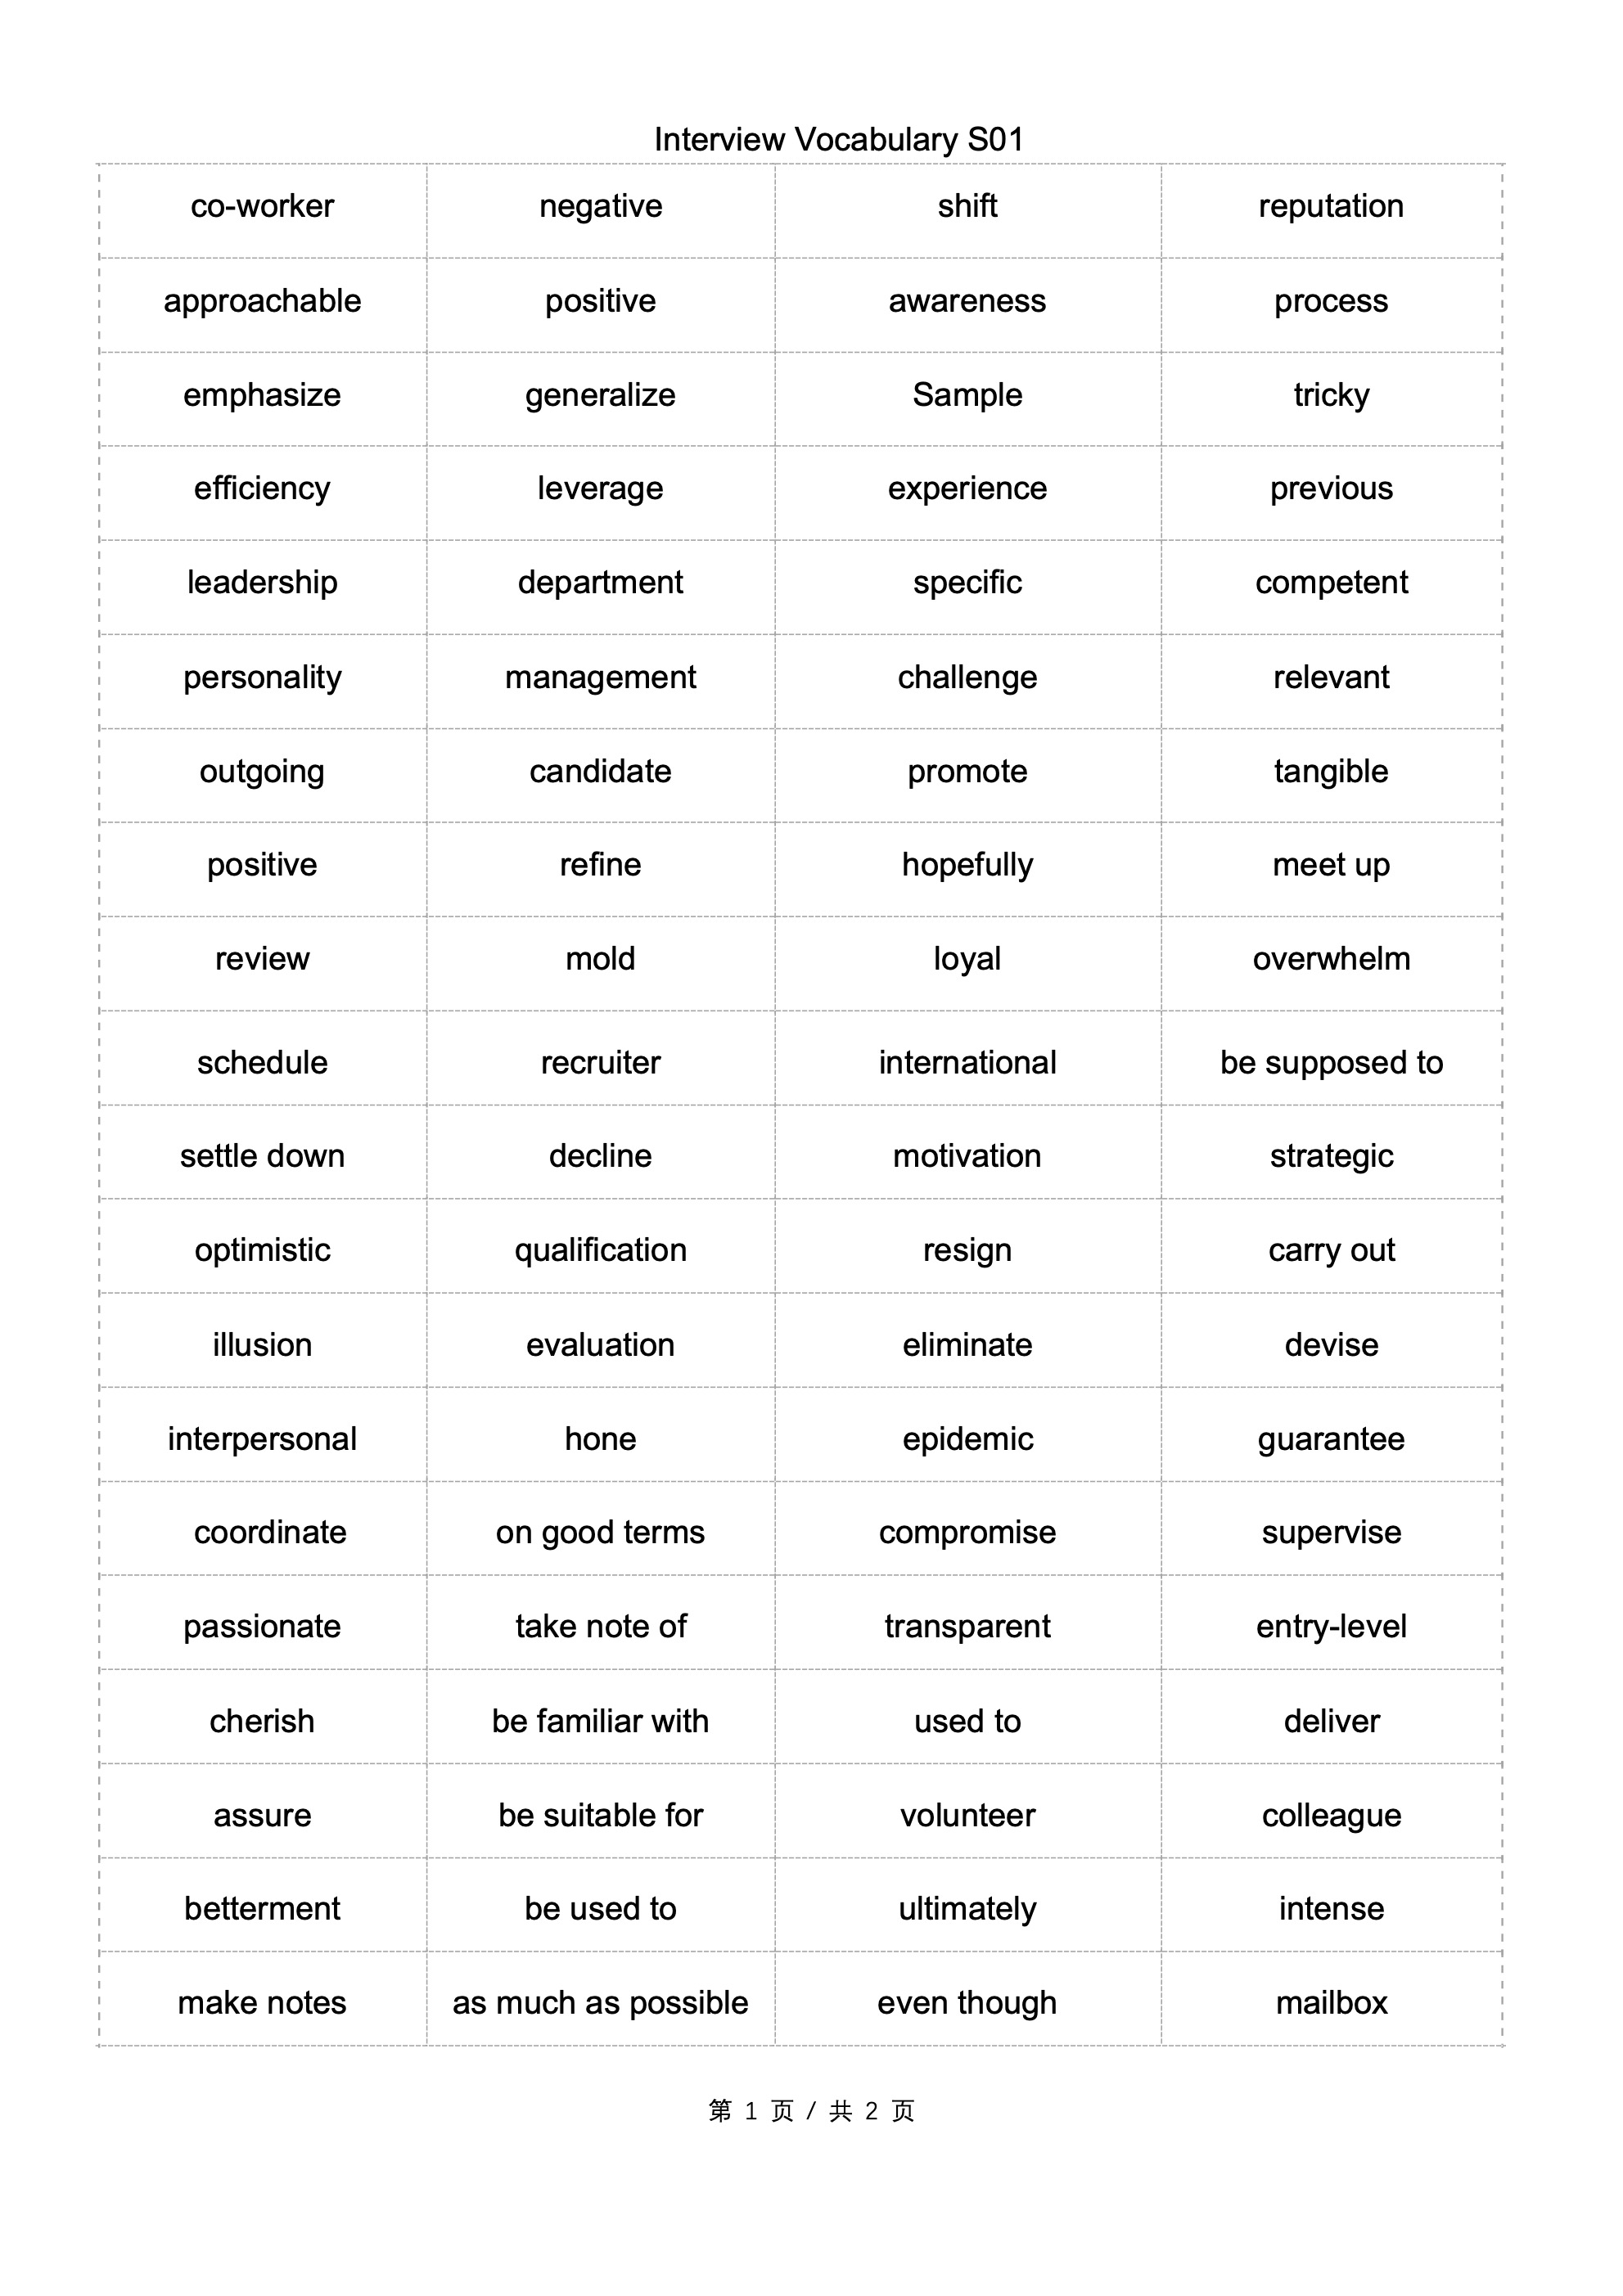 Interview Vocabulary S01
co-worker negative shift reputation
approachable positive awareness process
emphasize generalize Sample tricky
efficiency leverage experience previous
leadership department specific competent
personality management challenge relevant
outgoing candidate promote tangible
positive refine hopefully meet up
review mold loyal overwhelm
schedule recruiter international be supposed to
settle down decline motivation strategic
optimistic qualification resign carry out
illusion evaluation eliminate devise
interpersonal hone epidemic guarantee
coordinate on good terms compromise supervise
passionate take note of transparent entry-level
cherish be familiar with used to deliver
assure be suitable for volunteer colleague
betterment be used to ultimately intense
make notes as much as possible even though mailbox
第 1 页 / 共 2 页